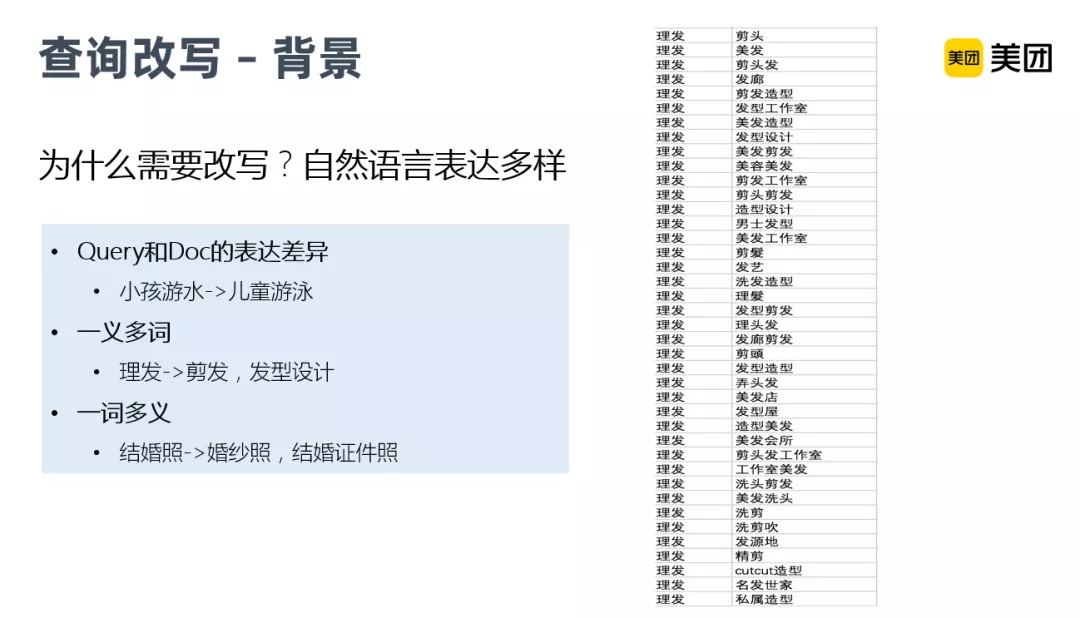 查询改写 – 背景
美团 美团
为什么需要改写？自然语言表达多样
• Query和Doc的表达差异
• 小孩游水->儿童游泳
• 一义多词
• 理发->剪发，发型设计
• 一词多义
• 结婚照->婚纱照，结婚证件照
理发 剪头
理发 美发
理发 剪头发
理发 发廊
理发 剪发造型
理发 发型工作室
理发 美发造型
理发 发型设计
理发 美发剪发
理发 美容美发
理发 剪发工作室
理发 剪头剪发
理发 造型设计
理发 男士发型
理发 美发工作室
理发 剪髮
理发 发艺
理发 洗发造型
理发 理髮
理发 发型剪发
理发 理头发
理发 发廊剪发
理发 剪頭
理发 发型造型
理发 弄头发
理发 美发店
理发 发型屋
理发 造型美发
理发 美发会所
理发 剪头发工作室
理发 工作室美发
理发 洗头剪发
理发 美发洗头
理发 洗剪
理发 洗剪吹
理发 发源地
理发 精剪
理发 cutcut造型
理发 名发世家
理发 私属造型